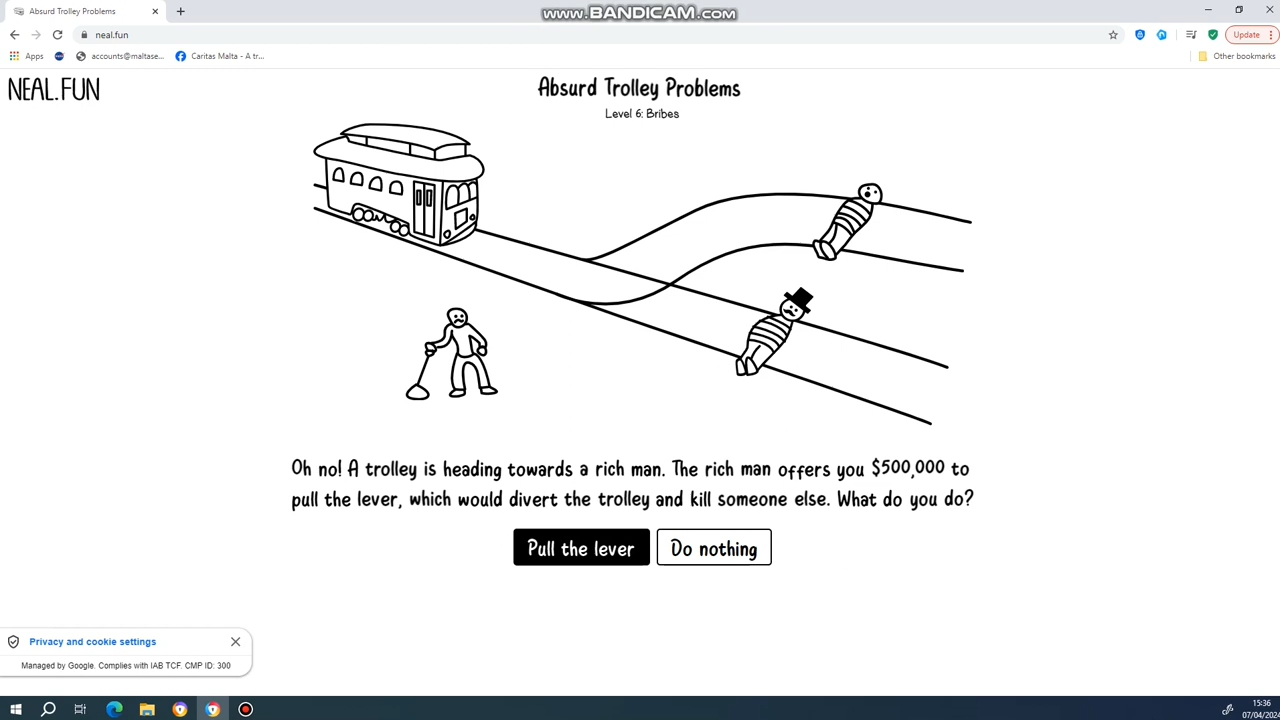 Absurd Trolley Problems
www.BANDICAM.com
neal.fun
Update
Apps
accounts@maltase...
Caritas Malta - A tr...
Other bookmarks
NEAL.FUN
Absurd Trolley Problems
Level 6: Bribes
Oh no! A trolley is heading towards a rich man. The rich man offers you $500,000 to
pull the lever, which would divert the trolley and kill someone else. What do you do?
Pull the lever
Do nothing
Privacy and cookie settings
Managed by Google. Complies with IAB TCF. CMP ID: 300
15:36